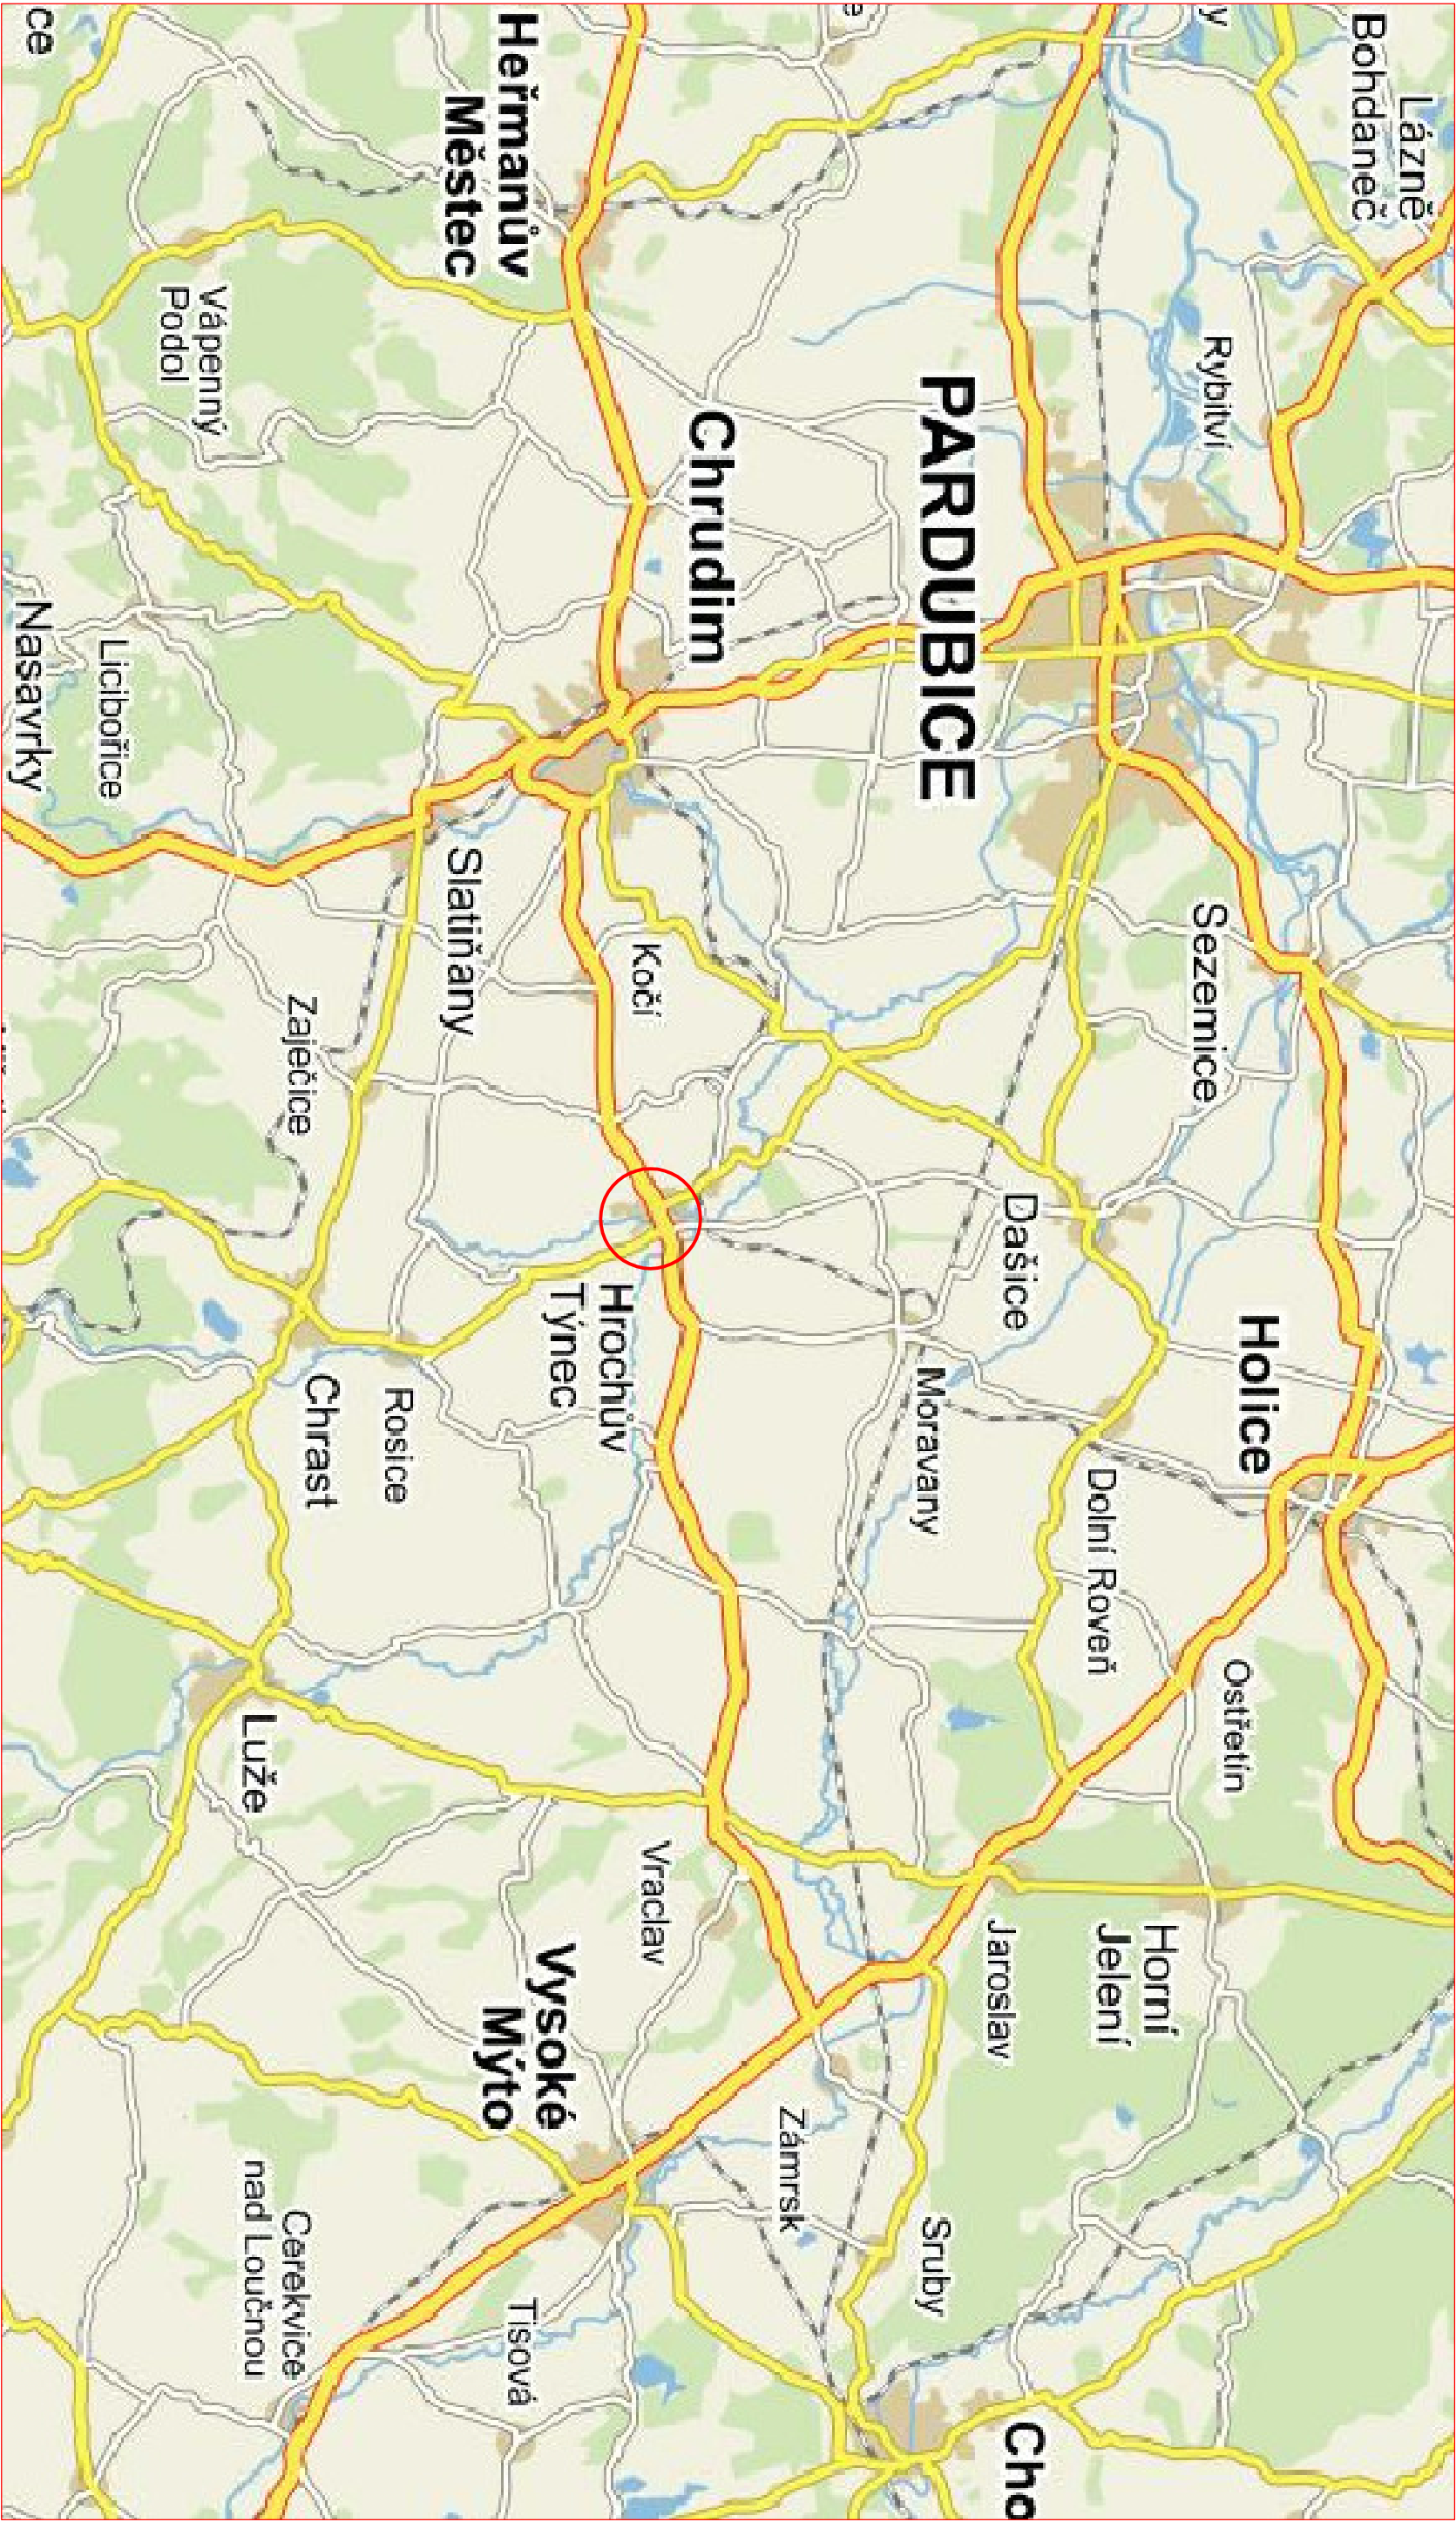 Lázně
Bohdaneč
Rybitví
Sezemice
Holice
Ostřetín
Horní
Jelení
PARDUBICE
Dašice
Moravany
Dolní Roveň
Jaroslav
Sruby
Cho
Chrudim
Kočí
Hrochův
Týnec
Vraclav
Zámrsk
Heřmanův
Městec
Slatiňany
Vysoké
Mýto
Tisová
Vápenný
Podol
Zaječice
Rosice
Chrast
Luže
Cerekvice
nad Loučnou
Licibořice
Nasavrky
ce
y
e